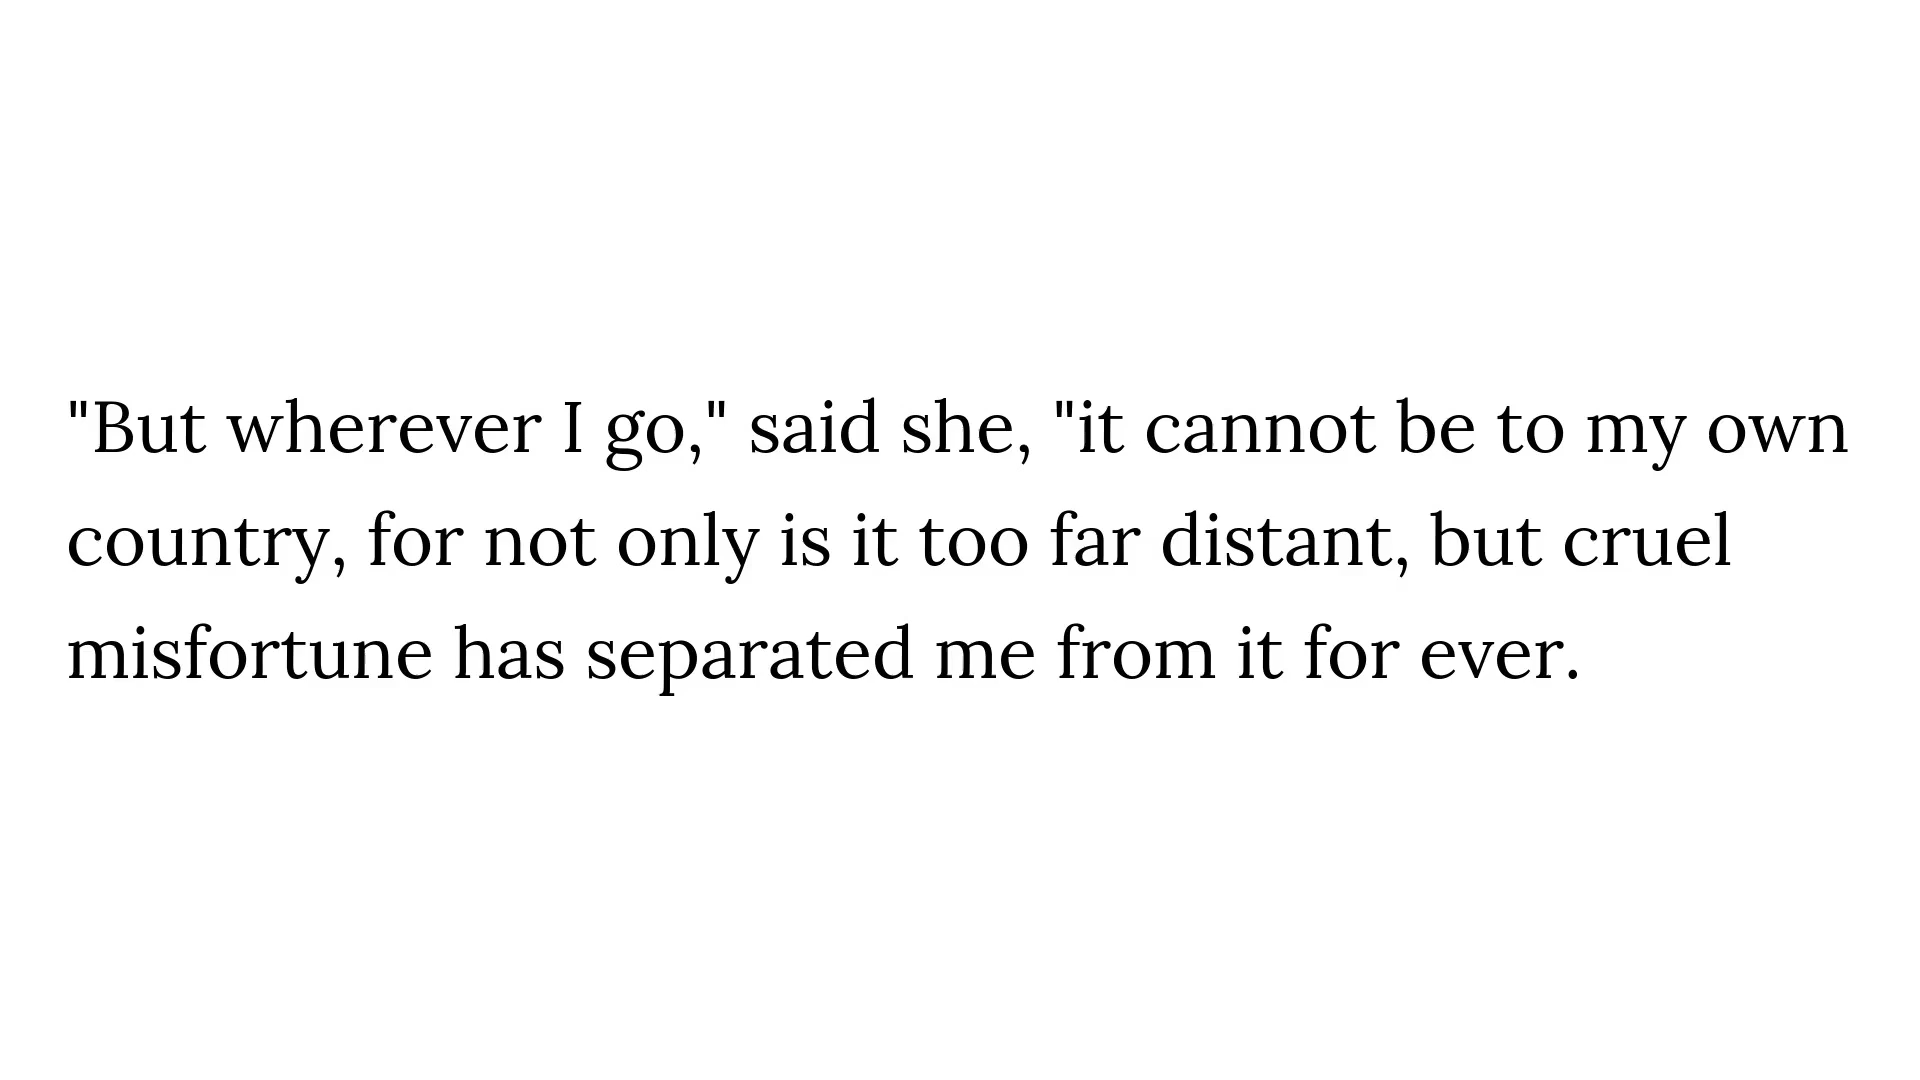 "But wherever I go," said she, "it cannot be to my own
country, for not only is it too far distant, but cruel
misfortune has separated me from it for ever.